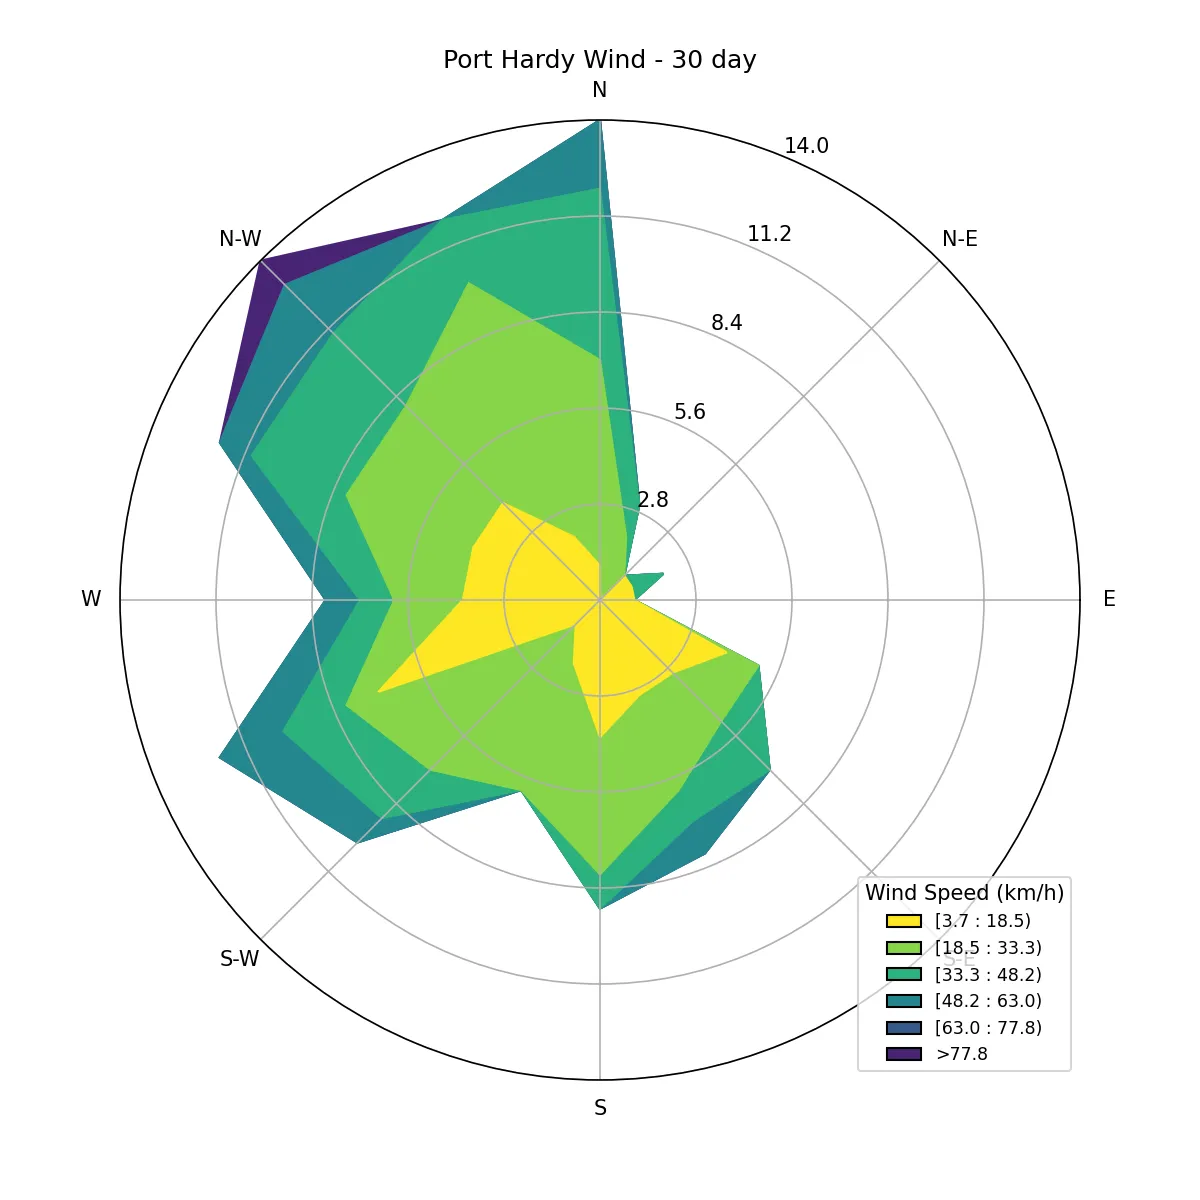 Port Hardy Wind - 30 day
N
14.0
11.2
N-W
N-E
8.4
5.6
2.8
W
E
Wind Speed (km/h)
[3.7 : 18.5)
[18.5 : 33.3)
S-W
S-E
[33.3 : 48.2)
[48.2 : 63.0)
[63.0 : 77.8)
>77.8
S